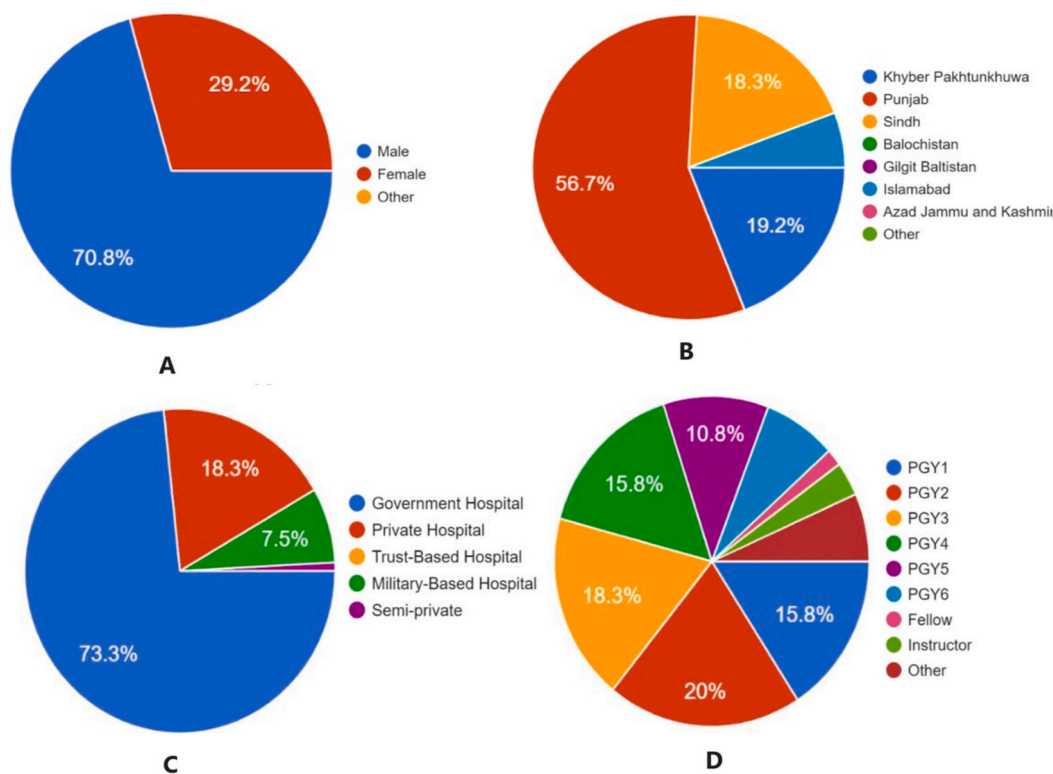 29.2%
70.8%
Male
Female
Other
A
18.3%
56.7%
19.2%
Khyber Pakhtunkhuwa
Punjab
Sindh
Balochistan
Gilgit Baltistan
Islamabad
Azad Jammu and Kashmir
Other
B
18.3%
7.5%
73.3%
Government Hospital
Private Hospital
Trust-Based Hospital
Military-Based Hospital
Semi-private
C
10.8%
15.8%
18.3%
15.8%
20%
PGY1
PGY2
PGY3
PGY4
PGY5
PGY6
Fellow
Instructor
Other
D